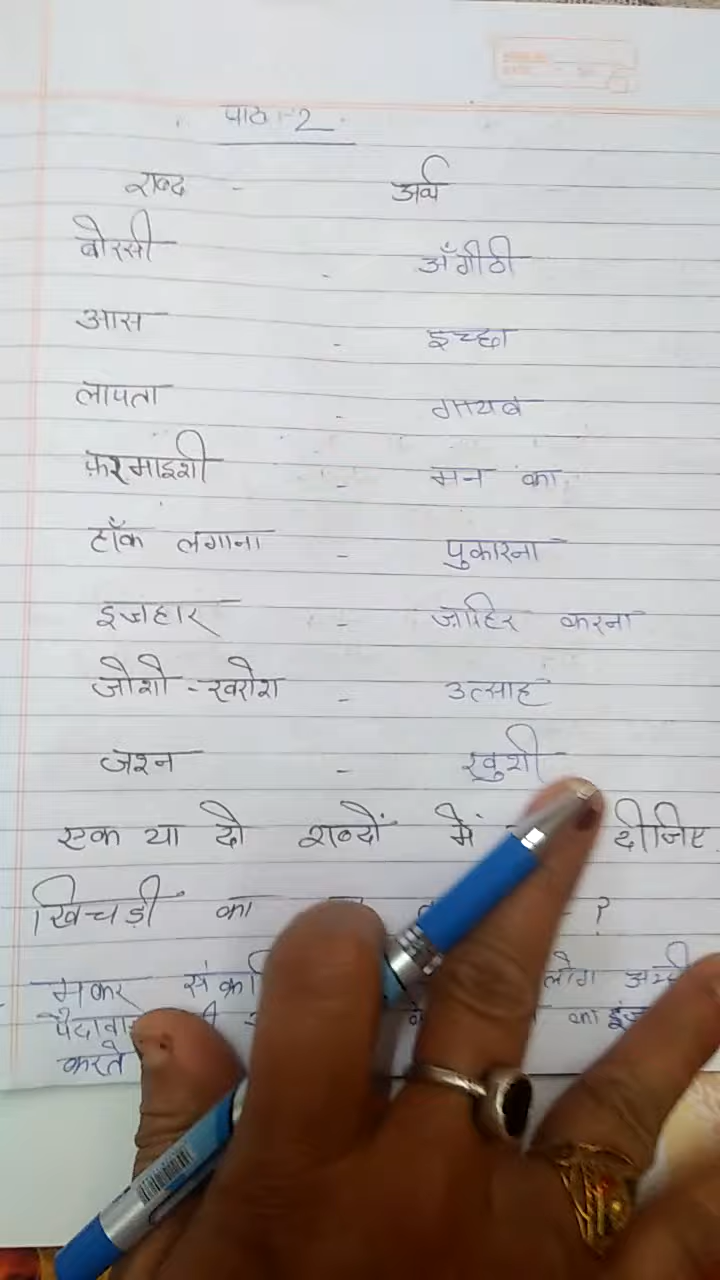 पाठ - 2
शब्द - अर्थ
बोरसी - अँगीठी
आस - इच्छा
लापता - गायब
फ़रमाइशी - मन का
हाँक लगाना - पुकारना
इजहार - ज़ाहिर करना
जोशो - खरोश - उत्साह
जश्न - खुशी
एक या दो शब्दों में दीजिए
खिचड़ी का ?
मकर लोग
का
करते